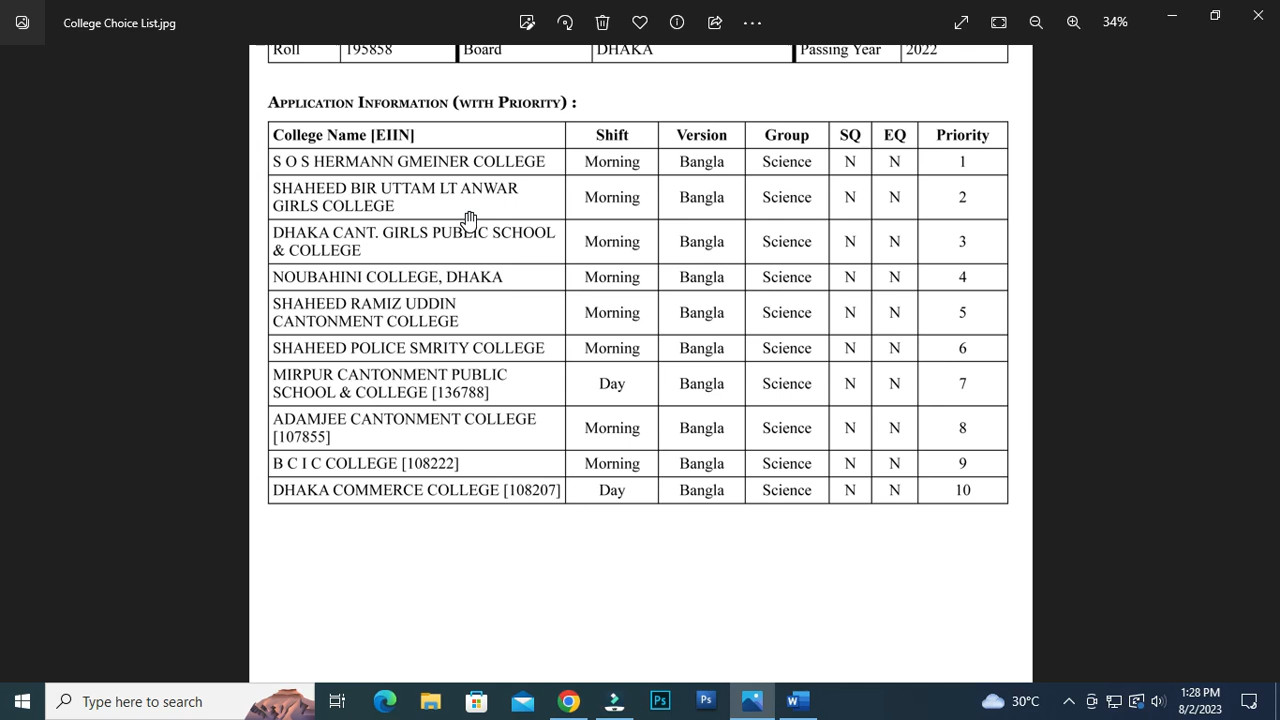 College Choice List.jpg
34%
Roll 195858 Board DHAKA Passing Year 2022
APPLICATION INFORMATION (WITH PRIORITY) :
College Name [EIIN] Shift Version Group SQ EQ Priority
S O S HERMANN GMEINER COLLEGE Morning Bangla Science N N 1
SHAHEED BIR UTTAM LT ANWAR
GIRLS COLLEGE Morning Bangla Science N N 2
DHAKA CANT. GIRLS PUBLIC SCHOOL
& COLLEGE Morning Bangla Science N N 3
NOUBAHINI COLLEGE, DHAKA Morning Bangla Science N N 4
SHAHEED RAMIZ UDDIN
CANTONMENT COLLEGE Morning Bangla Science N N 5
SHAHEED POLICE SMRITY COLLEGE Morning Bangla Science N N 6
MIRPUR CANTONMENT PUBLIC
SCHOOL & COLLEGE [136788] Day Bangla Science N N 7
ADAMJEE CANTONMENT COLLEGE
[107855] Morning Bangla Science N N 8
B C I C COLLEGE [108222] Morning Bangla Science N N 9
DHAKA COMMERCE COLLEGE [108207] Day Bangla Science N N 10
Type here to search
Ps
Ps
W
30°C
1:28 PM
8/2/2023